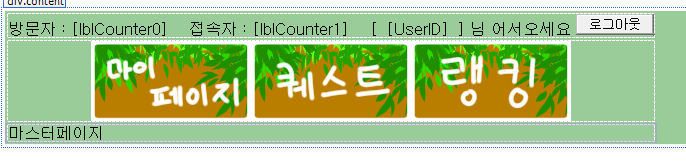 div.content
방문자 : [lblCounter0] 접속자 : [lblCounter1] [ [UserID] ] 님 어서오세요 로그아웃
마이 페이지 퀘스트 랭킹
마스터페이지